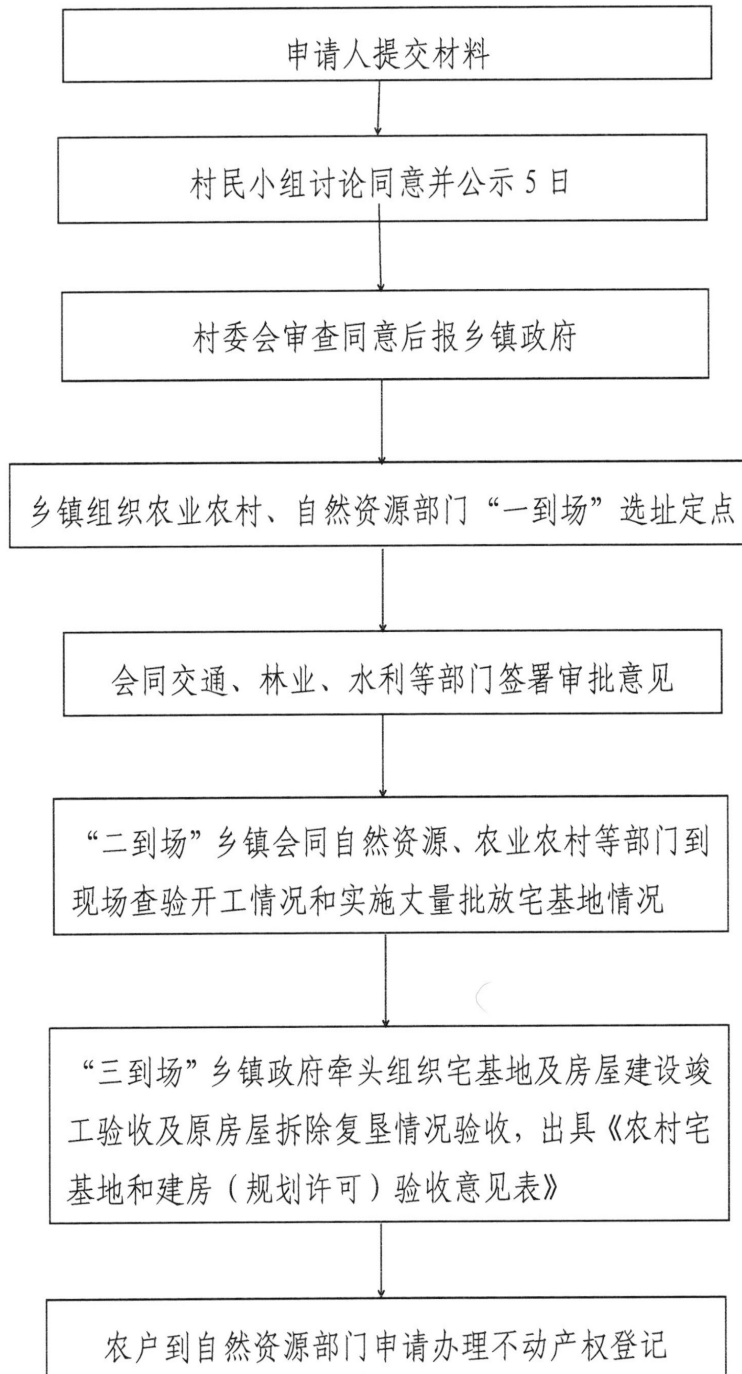 申请人提交材料
村民小组讨论同意并公示 5 日
村委会审查同意后报乡镇政府
乡镇组织农业农村、自然资源部门“一到场”选址定点
会同交通、林业、水利等部门签署审批意见
“二到场”乡镇会同自然资源、农业农村等部门到
现场查验开工情况和实施丈量批放宅基地情况
“三到场”乡镇政府牵头组织宅基地及房屋建设竣
工验收及原房屋拆除复垦情况验收，出具《农村宅
基地和建房（规划许可）验收意见表》
农户到自然资源部门申请办理不动产权登记